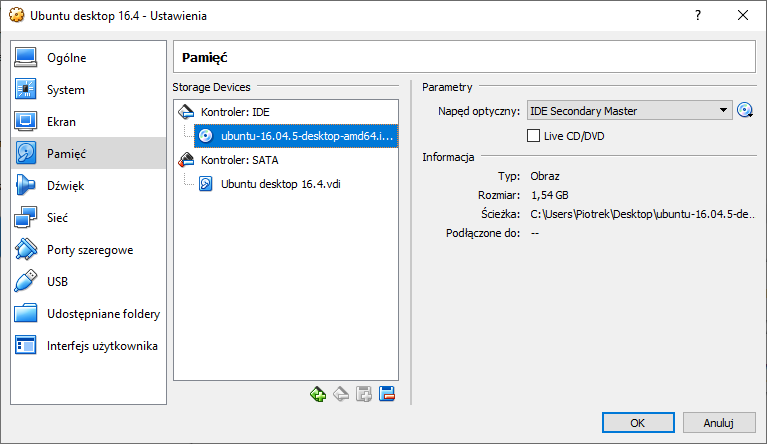 Ubuntu desktop 16.4 - Ustawienia
?
Ogólne
System
Ekran
Pamięć
Dźwięk
Sieć
Porty szeregowe
USB
Udostępniane foldery
Interfejs użytkownika
Pamięć
Storage Devices
Kontroler: IDE
ubuntu-16.04.5-desktop-amd64.i...
Kontroler: SATA
Ubuntu desktop 16.4.vdi
Parametry
Napęd optyczny: IDE Secondary Master
Live CD/DVD
Informacja
Typ: Obraz
Rozmiar: 1,54 GB
Ścieżka: C:\Users\Piotrek\Desktop\ubuntu-16.04.5-de...
Podłączone do: --
OK
Anuluj